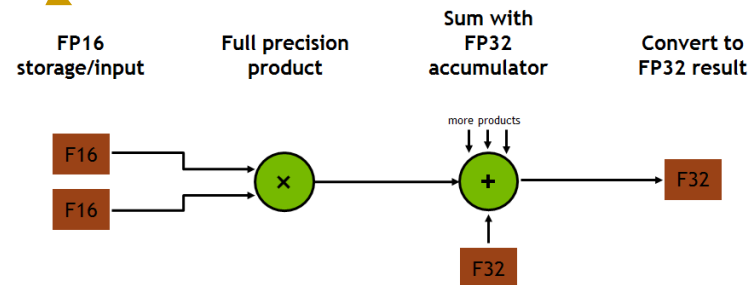 FP16
storage/input
Full precision
product
Sum with
FP32
accumulator
Convert to
FP32 result
more products
F16
F16
×
+
F32
F32